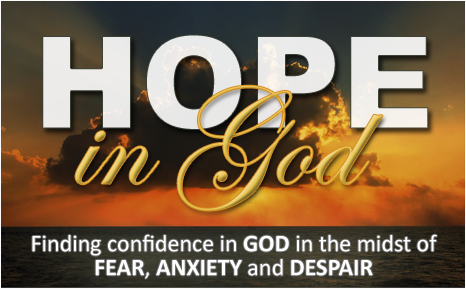 HOPE
in God
Finding confidence in GOD in the midst of
FEAR, ANXIETY and DESPAIR